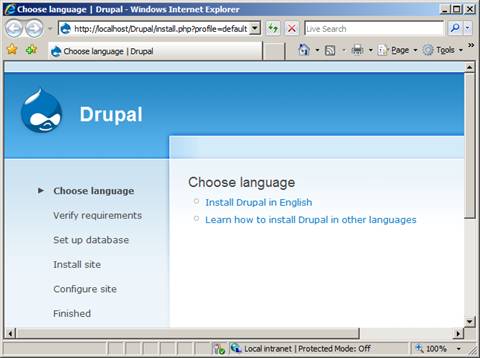 Choose language | Drupal - Windows Internet Explorer
http://localhost/Drupal/install.php?profile=default
Live Search
Choose language | Drupal
Page
Tools
Drupal
Choose language
Verify requirements
Set up database
Install site
Configure site
Finished
Choose language
Install Drupal in English
Learn how to install Drupal in other languages
Local intranet | Protected Mode: Off
100%